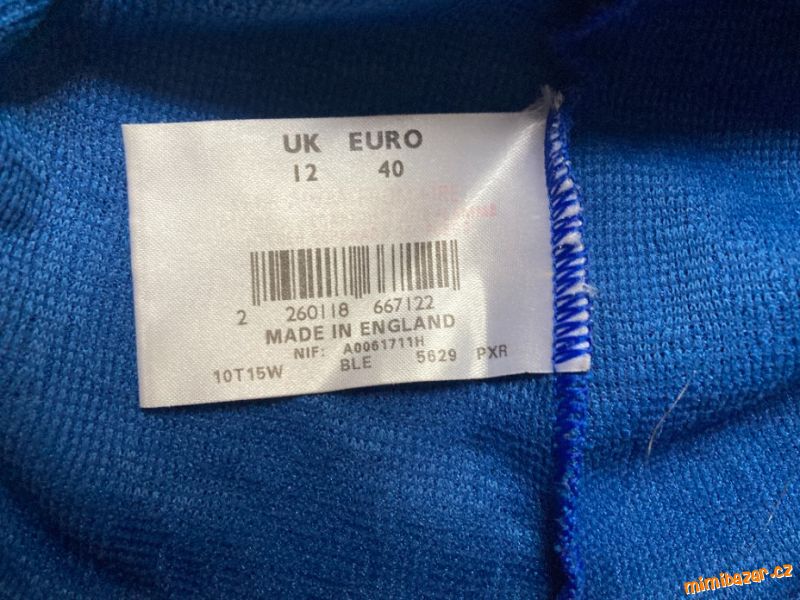 UK EURO
12 40
2 260118 667122
MADE IN ENGLAND
NIF: A0061711H
10T15W BLE 5629 PXR
mimibazar.cz